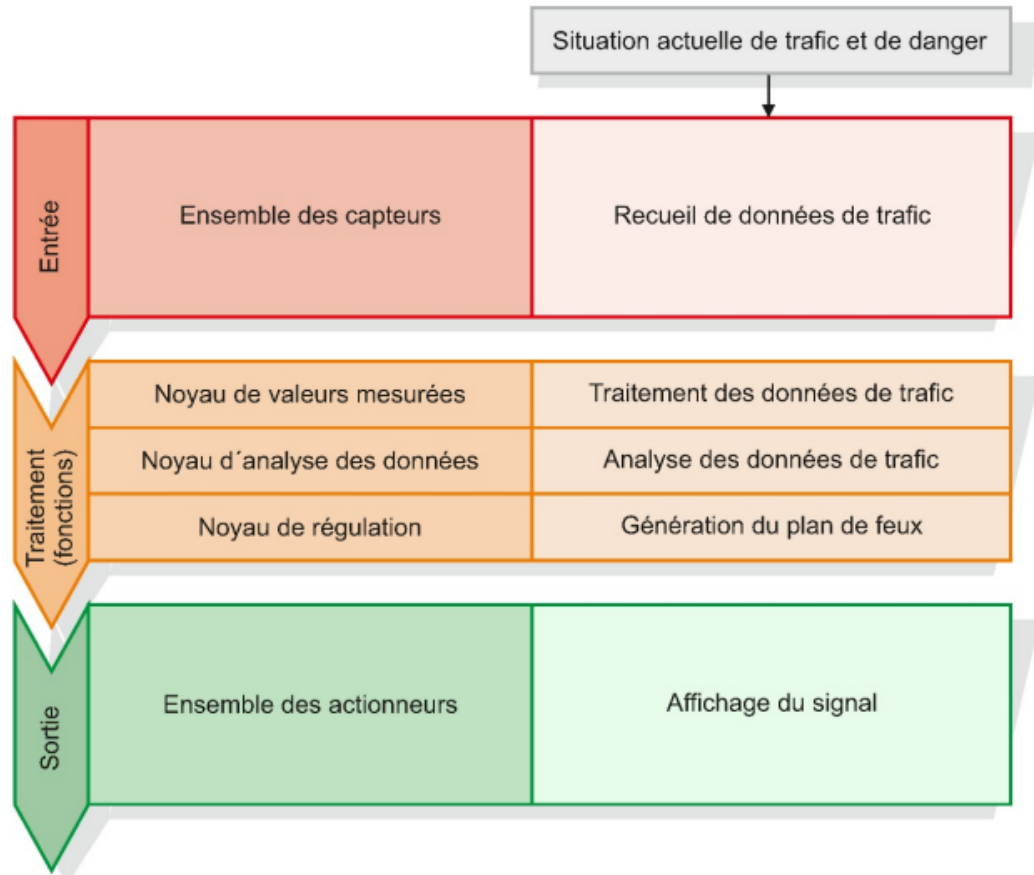 Situation actuelle de trafic et de danger
Entrée
Ensemble des capteurs
Recueil de données de trafic
Traitement
(fonctions)
Noyau de valeurs mesurées
Traitement des données de trafic
Noyau d´analyse des données
Analyse des données de trafic
Noyau de régulation
Génération du plan de feux
Sortie
Ensemble des actionneurs
Affichage du signal